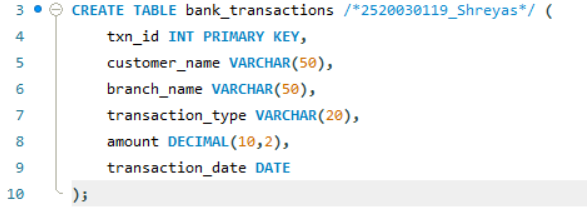 3 CREATE TABLE bank_transactions /*2520030119_Shreyas*/ (
4 txn_id INT PRIMARY KEY,
5 customer_name VARCHAR(50),
6 branch_name VARCHAR(50),
7 transaction_type VARCHAR(20),
8 amount DECIMAL(10,2),
9 transaction_date DATE
10 );